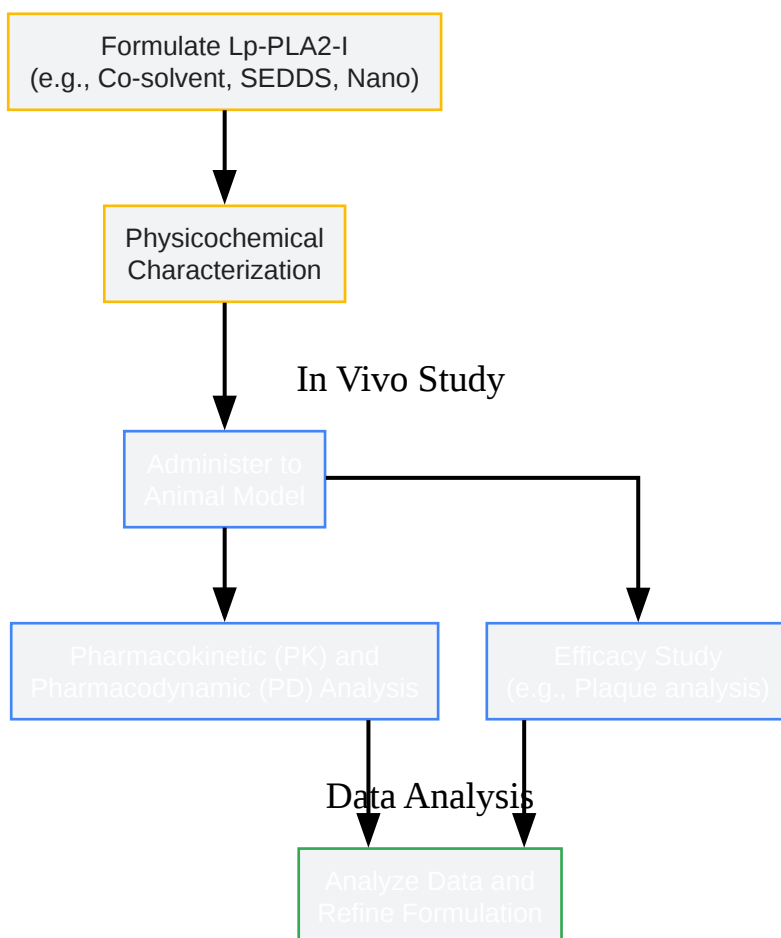 Formulate Lp-PLA2-I
(e.g., Co-solvent, SEDDS, Nano)
Physicochemical
Characterization
In Vivo Study
Administer to
Animal Model
Pharmacokinetic (PK) and
Pharmacodynamic (PD) Analysis
Efficacy Study
(e.g., Plaque analysis)
Data Analysis
Analyze Data and
Refine Formulation